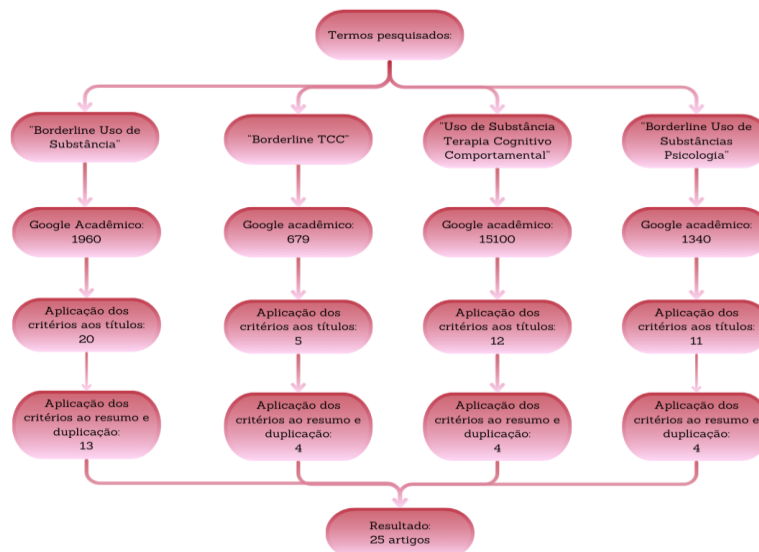 Termos pesquisados:
"Borderline Uso de
Substância"
"Borderline TCC"
"Uso de Substância
Terapia Cognitivo
Comportamental"
"Borderline Uso de
Substâncias
Psicologia"
Google Acadêmico:
1960
Google acadêmico:
679
Google acadêmico:
15100
Google acadêmico:
1340
Aplicação dos
critérios aos títulos:
20
Aplicação dos
critérios aos títulos:
5
Aplicação dos
critérios aos títulos:
12
Aplicação dos
critérios aos títulos:
11
Aplicação dos
critérios ao resumo e
duplicação:
13
Aplicação dos
critérios ao resumo e
duplicação:
4
Aplicação dos
critérios ao resumo e
duplicação:
4
Aplicação dos
critérios ao resumo e
duplicação:
4
Resultado:
25 artigos